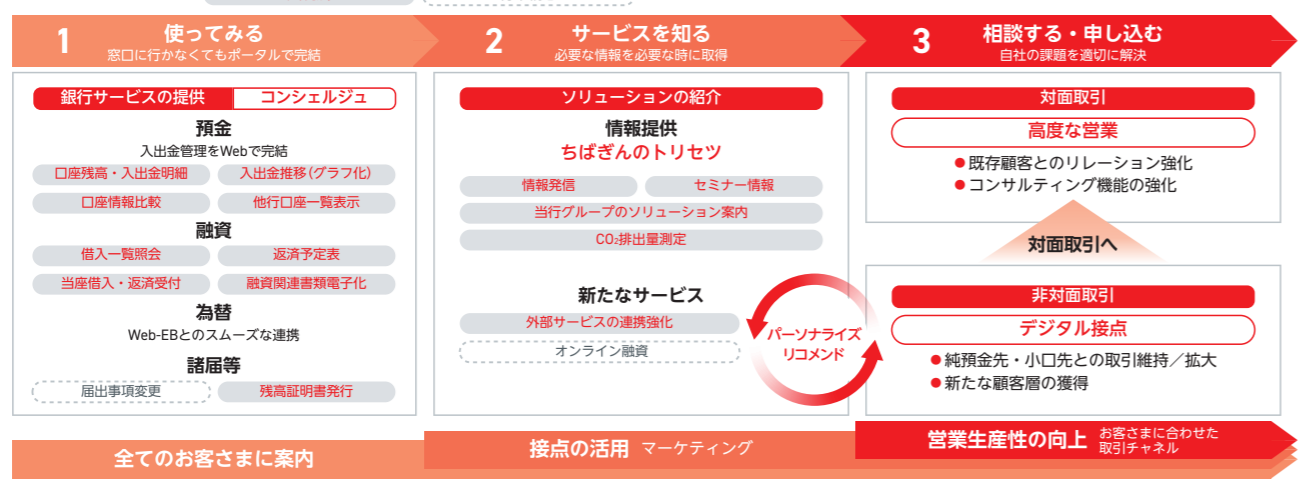 1
使ってみる
窓口に行かなくてもポータルで完結
2
サービスを知る
必要な情報を必要な時に取得
3
相談する・申し込む
自社の課題を適切に解決
銀行サービスの提供 コンシェルジュ
預金
入出金管理をWebで完結
口座残高・入出金明細 入出金推移(グラフ化)
口座情報比較 他行口座一覧表示
融資
借入一覧照会 返済予定表
当座借入・返済受付 融資関連書類電子化
為替
Web-EBとのスムーズな連携
諸届等
届出事項変更 残高証明書発行
ソリューションの紹介
情報提供
ちばぎんのトリセツ
情報発信 セミナー情報
当行グループのソリューション案内
CO₂排出量測定
新たなサービス
外部サービスの連携強化
オンライン融資
パーソナライズ
リコメンド
対面取引
高度な営業
●既存顧客とのリレーション強化
●コンサルティング機能の強化
対面取引へ
非対面取引
デジタル接点
●純預金先・小口先との取引維持/拡大
●新たな顧客層の獲得
全てのお客さまに案内
接点の活用 マーケティング
営業生産性の向上 お客さまに合わせた
取引チャネル